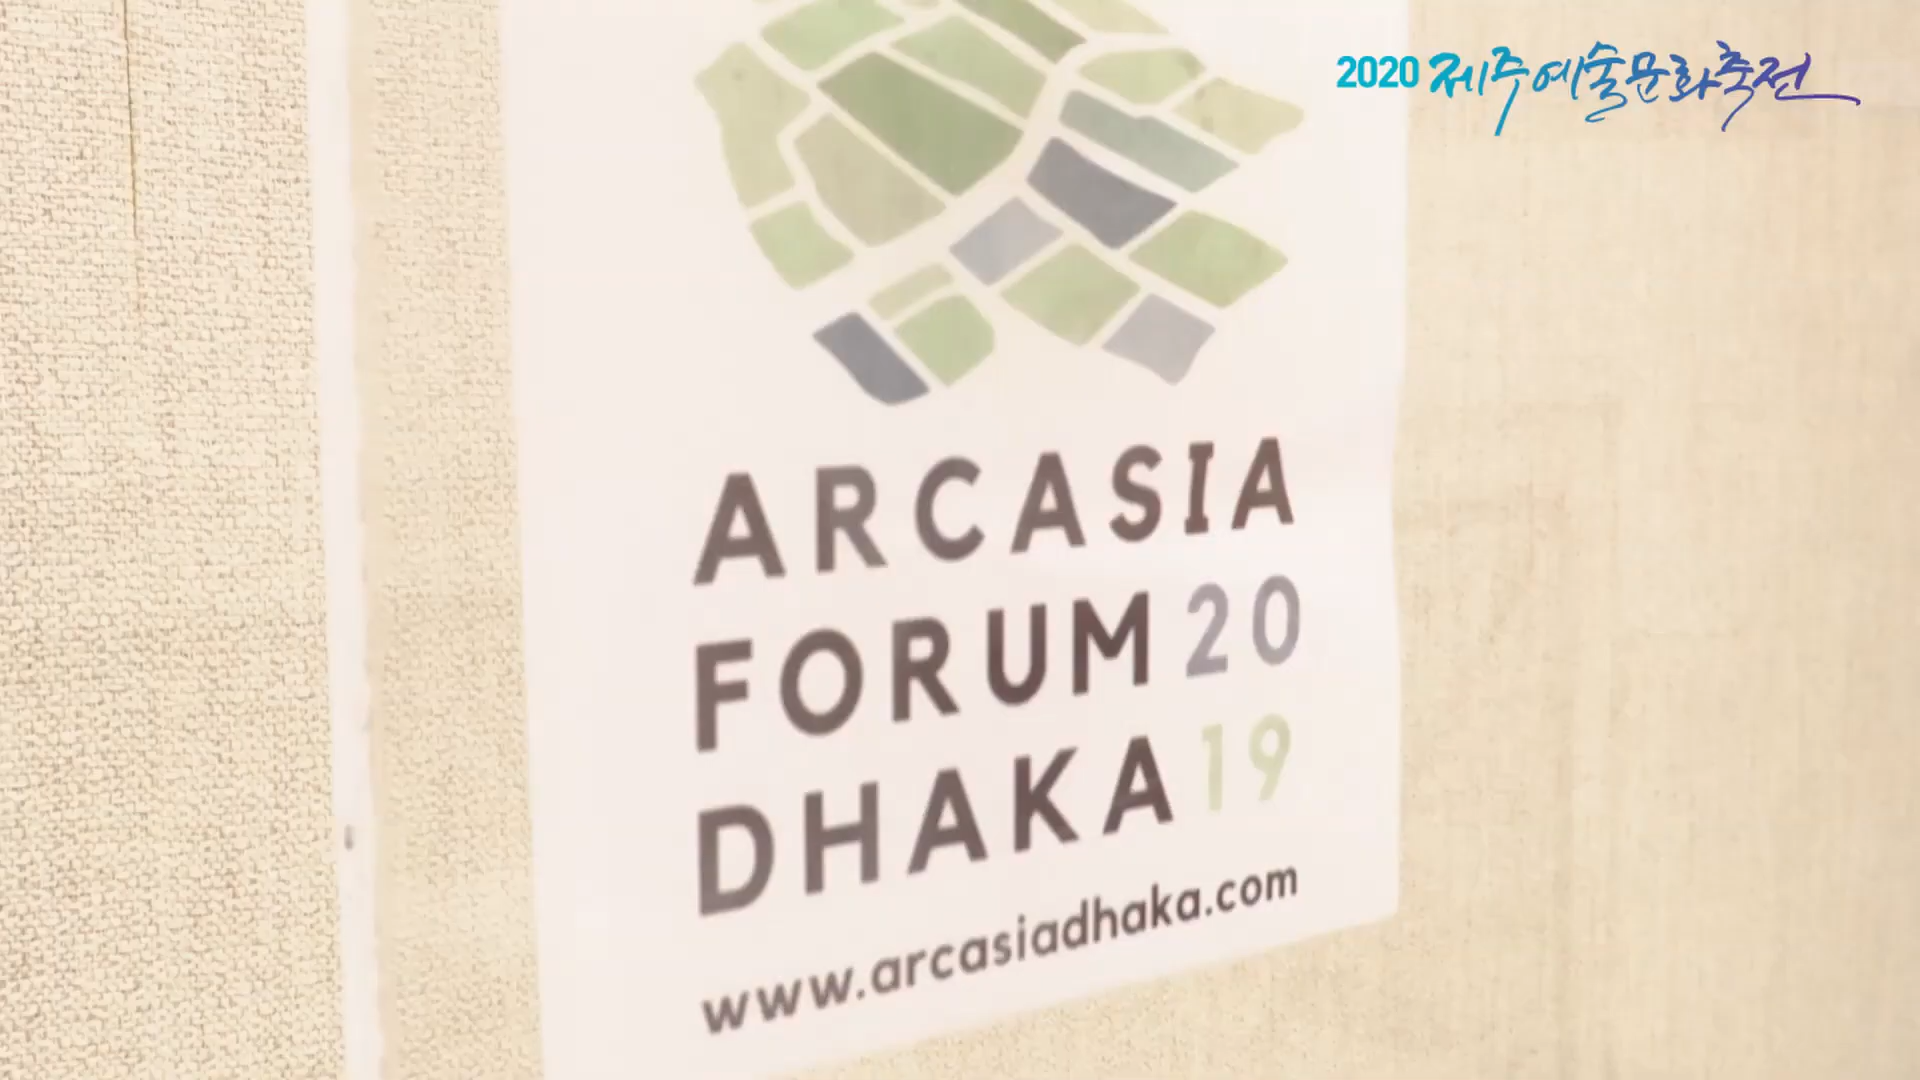 2020 제주예술문화축전
ARCASIA
FORUM 20
DHAKA 19
www.arcasiadhaka.com